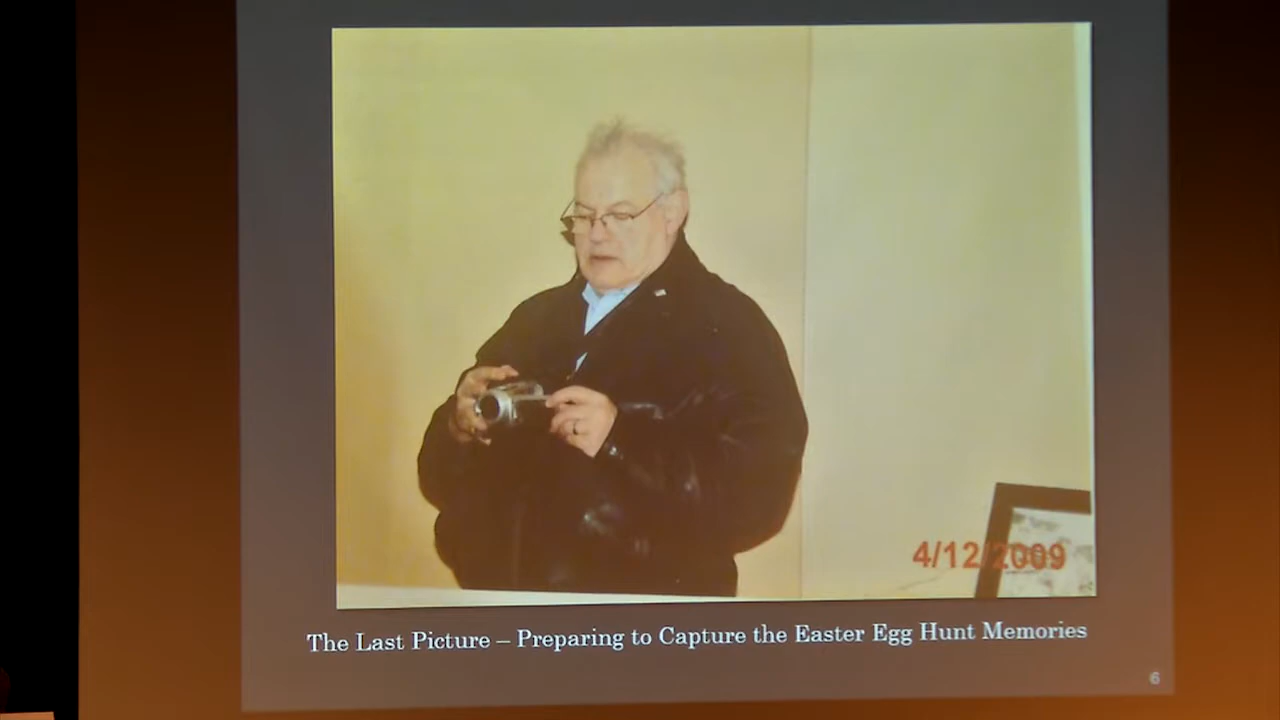 4/12/2009
The Last Picture – Preparing to Capture the Easter Egg Hunt Memories
6